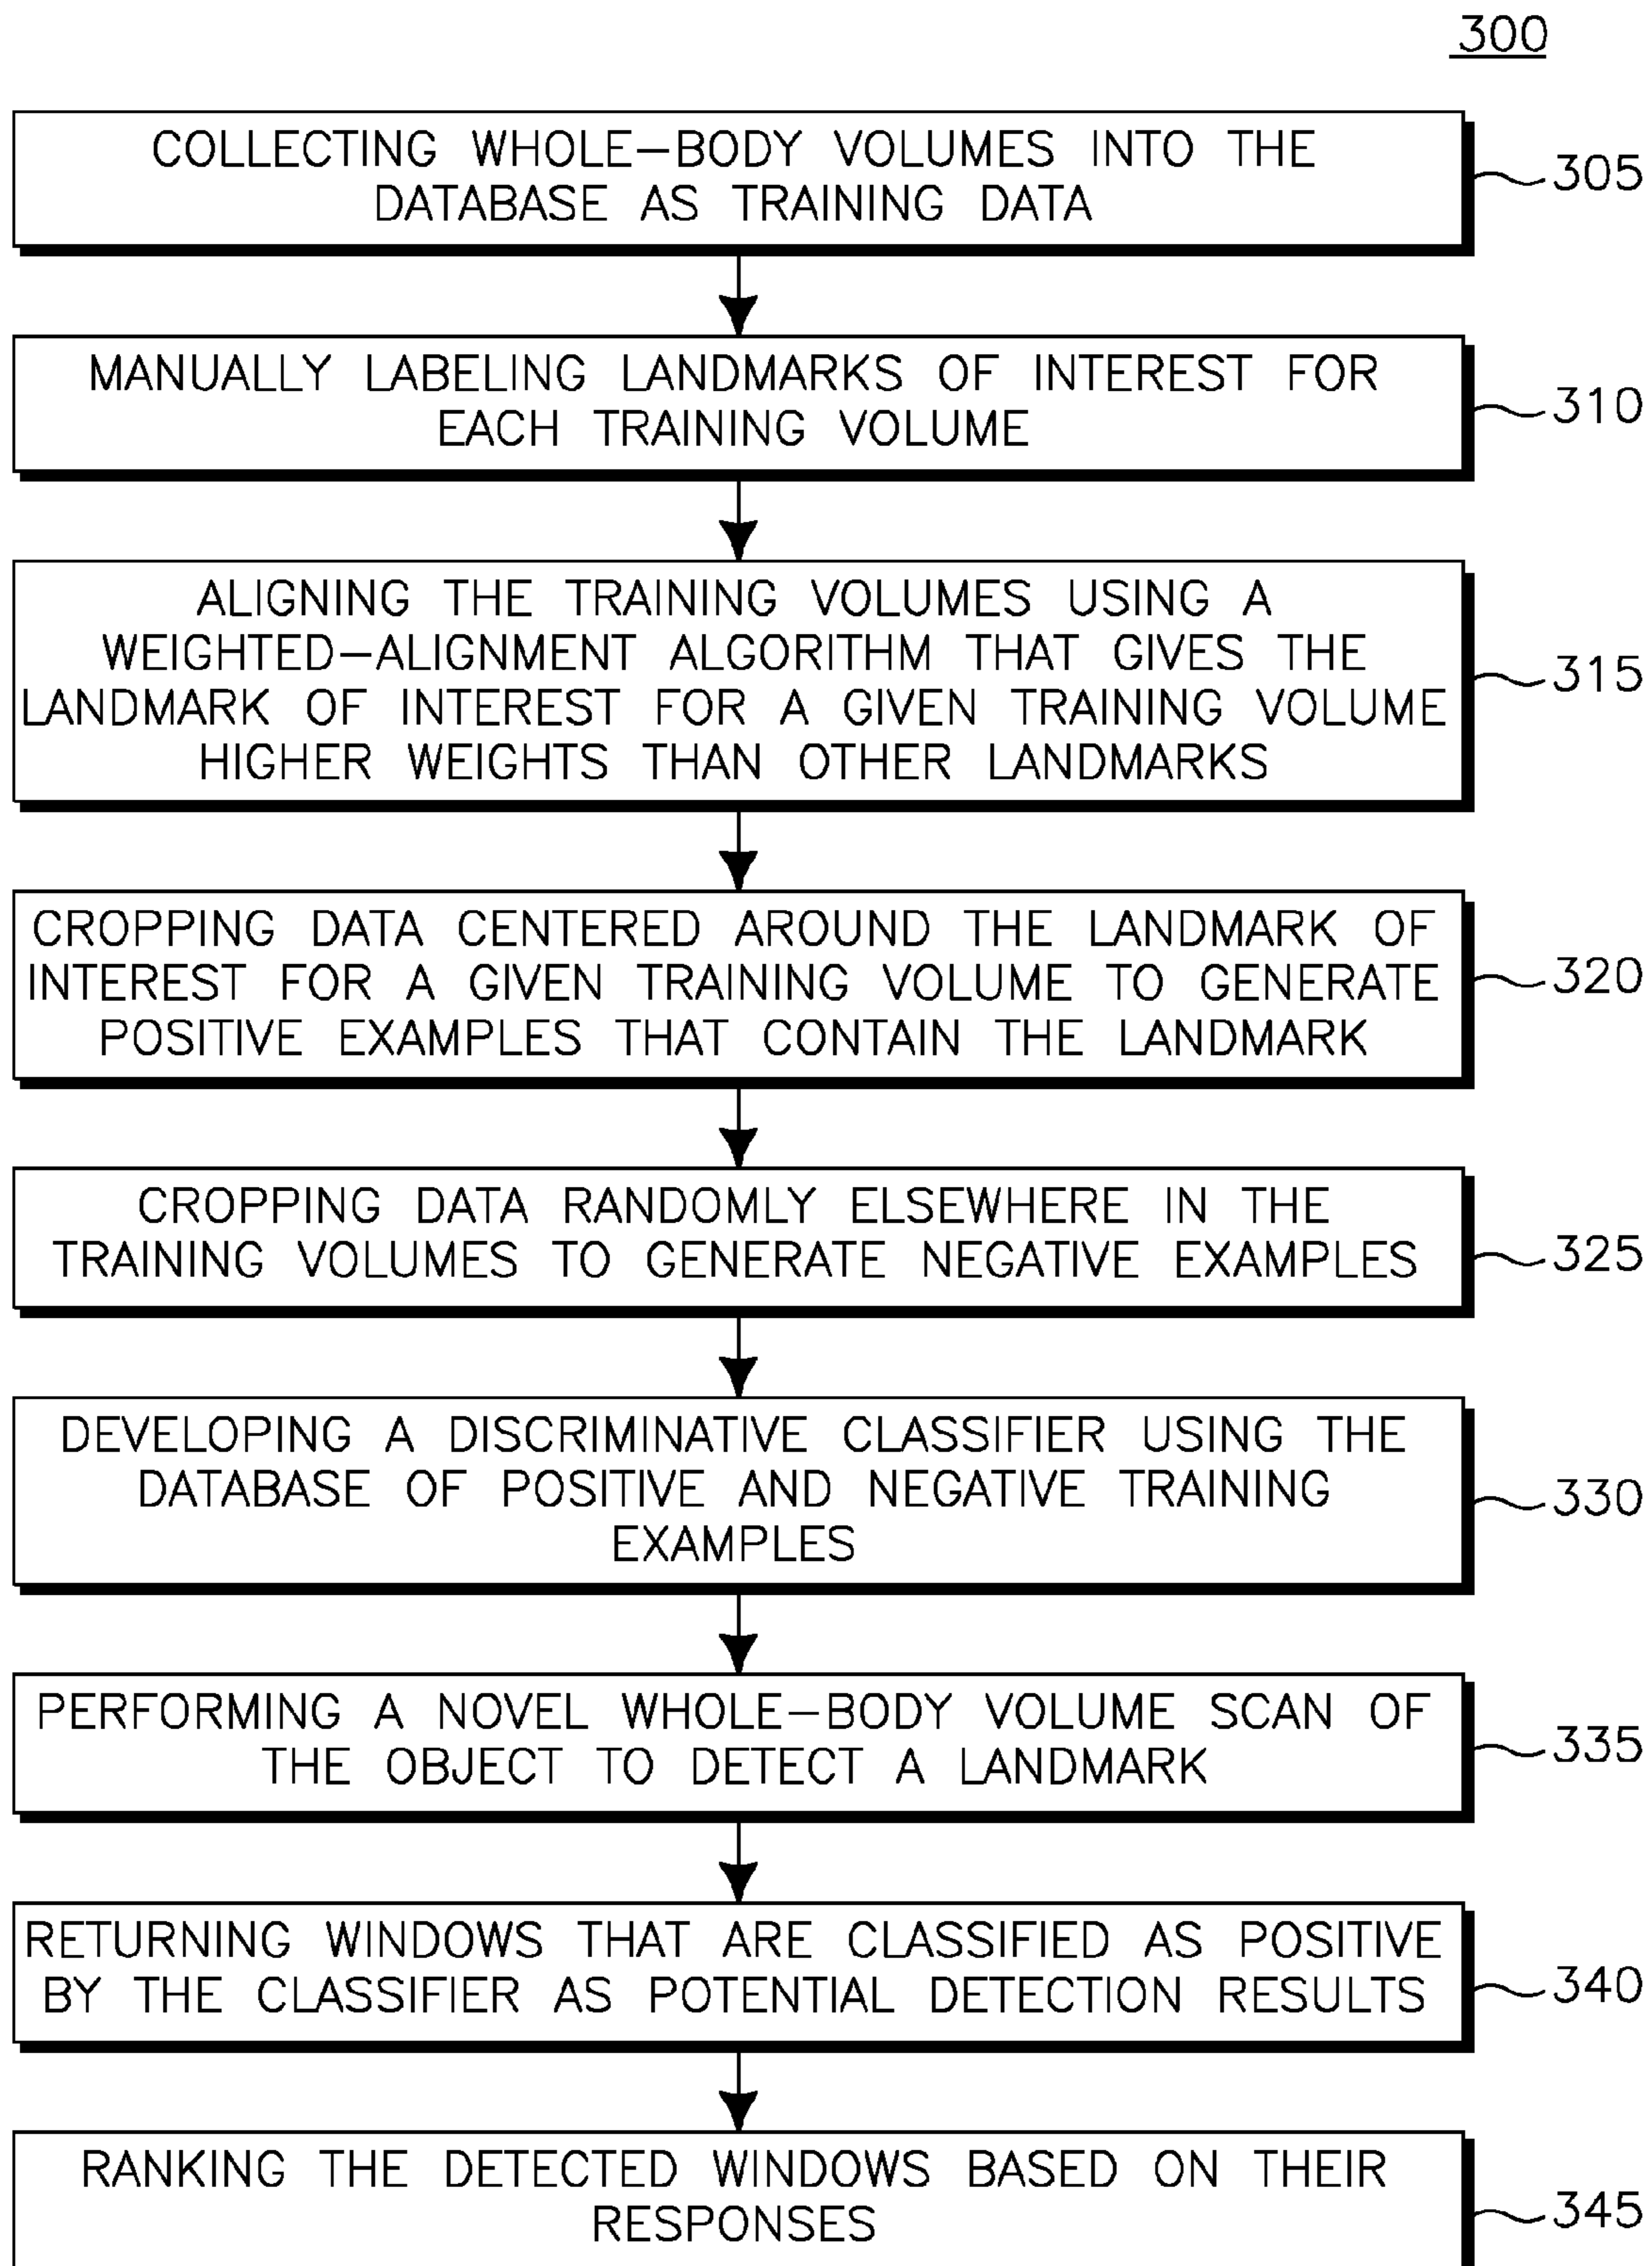 300
COLLECTING WHOLE-BODY VOLUMES INTO THE
DATABASE AS TRAINING DATA
305
MANUALLY LABELING LANDMARKS OF INTEREST FOR
EACH TRAINING VOLUME
310
ALIGNING THE TRAINING VOLUMES USING A
WEIGHTED-ALIGNMENT ALGORITHM THAT GIVES THE
LANDMARK OF INTEREST FOR A GIVEN TRAINING VOLUME
HIGHER WEIGHTS THAN OTHER LANDMARKS
315
CROPPING DATA CENTERED AROUND THE LANDMARK OF
INTEREST FOR A GIVEN TRAINING VOLUME TO GENERATE
POSITIVE EXAMPLES THAT CONTAIN THE LANDMARK
320
CROPPING DATA RANDOMLY ELSEWHERE IN THE
TRAINING VOLUMES TO GENERATE NEGATIVE EXAMPLES
325
DEVELOPING A DISCRIMINATIVE CLASSIFIER USING THE
DATABASE OF POSITIVE AND NEGATIVE TRAINING
EXAMPLES
330
PERFORMING A NOVEL WHOLE-BODY VOLUME SCAN OF
THE OBJECT TO DETECT A LANDMARK
335
RETURNING WINDOWS THAT ARE CLASSIFIED AS POSITIVE
BY THE CLASSIFIER AS POTENTIAL DETECTION RESULTS
340
RANKING THE DETECTED WINDOWS BASED ON THEIR
RESPONSES
345